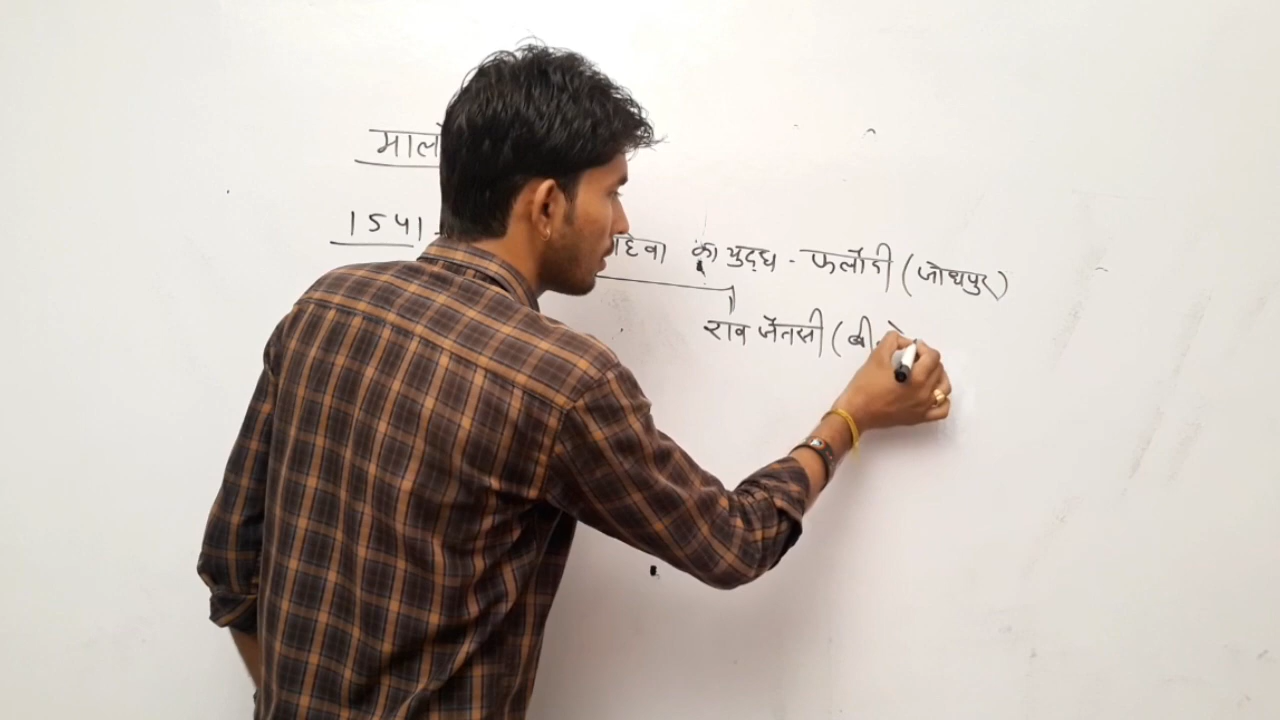 माल
1541 -
का युद्ध - फलोदी (जोधपुर)
राव जेतसी (बी